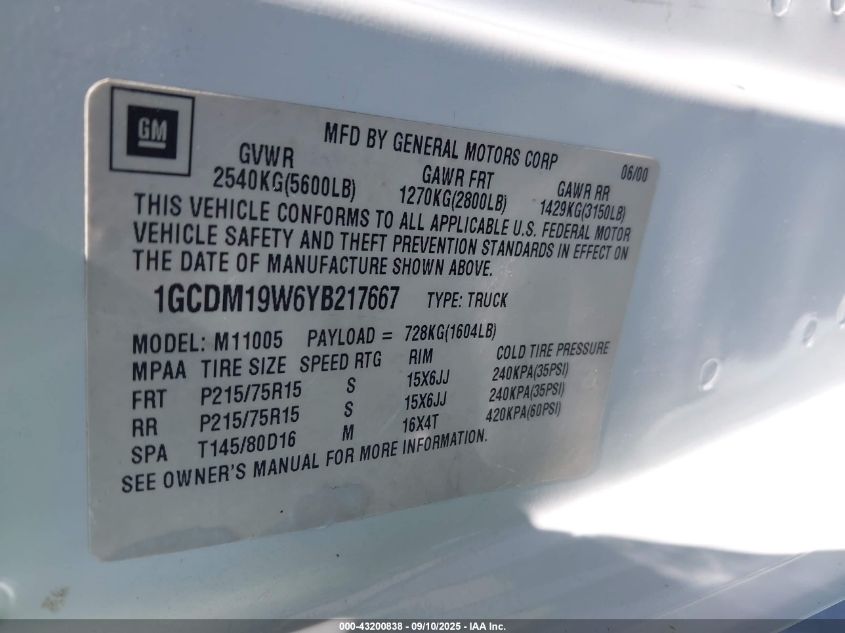 GM
MFD BY GENERAL MOTORS CORP 06/00
GVWR GAWR FRT GAWR RR
2540KG(5600LB) 1270KG(2800LB) 1429KG(3150LB)
THIS VEHICLE CONFORMS TO ALL APPLICABLE U.S. FEDERAL MOTOR
VEHICLE SAFETY AND THEFT PREVENTION STANDARDS IN EFFECT ON
THE DATE OF MANUFACTURE SHOWN ABOVE.
1GCDM19W6YB217667 TYPE: TRUCK
MODEL: M11005 PAYLOAD = 728KG(1604LB)
MPAA TIRE SIZE SPEED RTG RIM COLD TIRE PRESSURE
FRT P215/75R15 S 15X6JJ 240KPA(35PSI)
RR P215/75R15 S 15X6JJ 240KPA(35PSI)
SPA T145/80D16 M 16X4T 420KPA(60PSI)
SEE OWNER'S MANUAL FOR MORE INFORMATION.
000-43200838 - 09/10/2025 - IAA Inc.